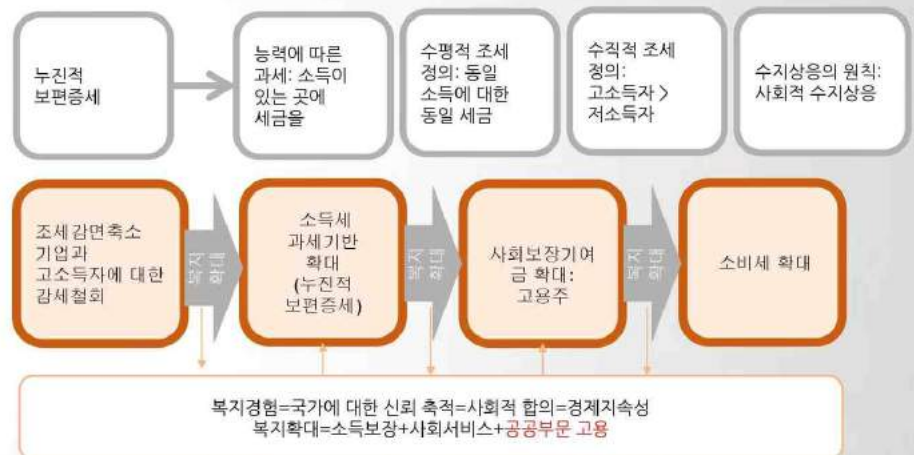 누진적
보편증세
능력에 따른
과세: 소득이
있는 곳에
세금을
수평적 조세
정의: 동일
소득에 대한
동일 세금
수직적 조세
정의:
고소득자 >
저소득자
수지상응의 원칙:
사회적 수지상응
조세감면축소
기업과
고소득자에 대한
감세철회
복지
확대
소득세
과세기반
확대
(누진적
보편증세)
복지
확대
사회보장기여
금 확대:
고용주
복지
확대
소비세 확대
복지경험=국가에 대한 신뢰 축적=사회적 합의=경제지속성
복지확대=소득보장+사회서비스+공공부문 고용